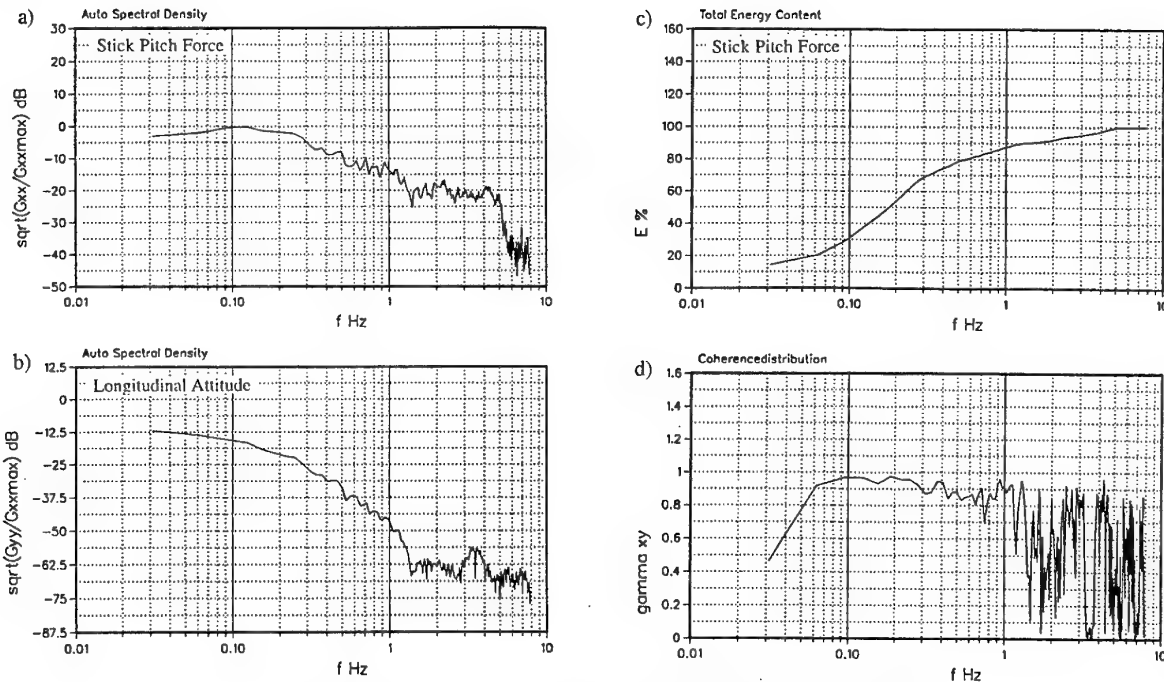 a)
Auto Spectral Density
30
20
10
0
-10
-20
-30
-40
-50
Stick Pitch Force
sqrt(Gxx/Gxxmax) dB
0.01
0.10
1
10
f Hz
b)
Auto Spectral Density
12.5
0
-12.5
-25
-37.5
-50
-62.5
-75
-87.5
Longitudinal Attitude
sqrt(Gyy/Gxxmax) dB
0.01
0.10
1
10
f Hz
c)
Total Energy Content
160
140
120
100
80
60
40
20
0
Stick Pitch Force
E %
0.01
0.10
1
10
f Hz
d)
Coherencedistribution
1.6
1.4
1.2
1
0.8
0.6
0.4
0.2
0
gamma xy
0.01
0.10
1
10
f Hz